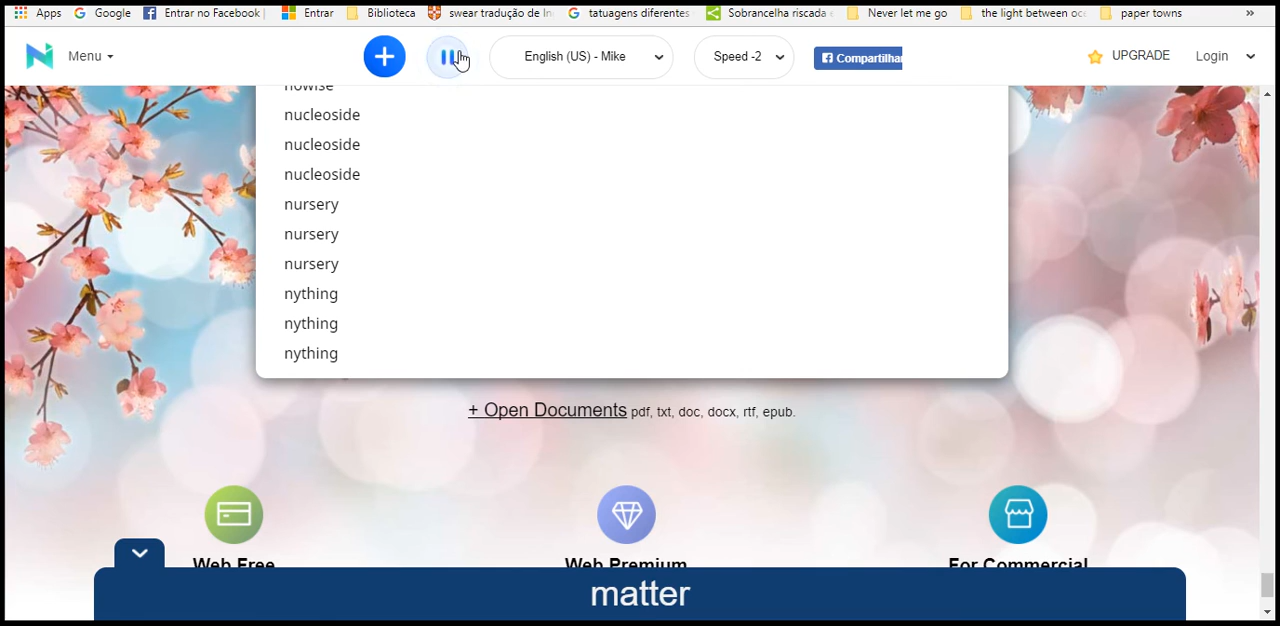 Apps Google Entrar no Facebook Entrar Biblioteca swear tradução de In tatuagens diferentes Sobrancelha riscada Never let me go the light between oce paper towns »
Menu English (US) - Mike Speed -2 Compartilhar UPGRADE Login
nowise
nucleoside
nucleoside
nucleoside
nursery
nursery
nursery
nything
nything
nything
+ Open Documents pdf, txt, doc, docx, rtf, epub.
Web Free Web Premium For Commercial
matter